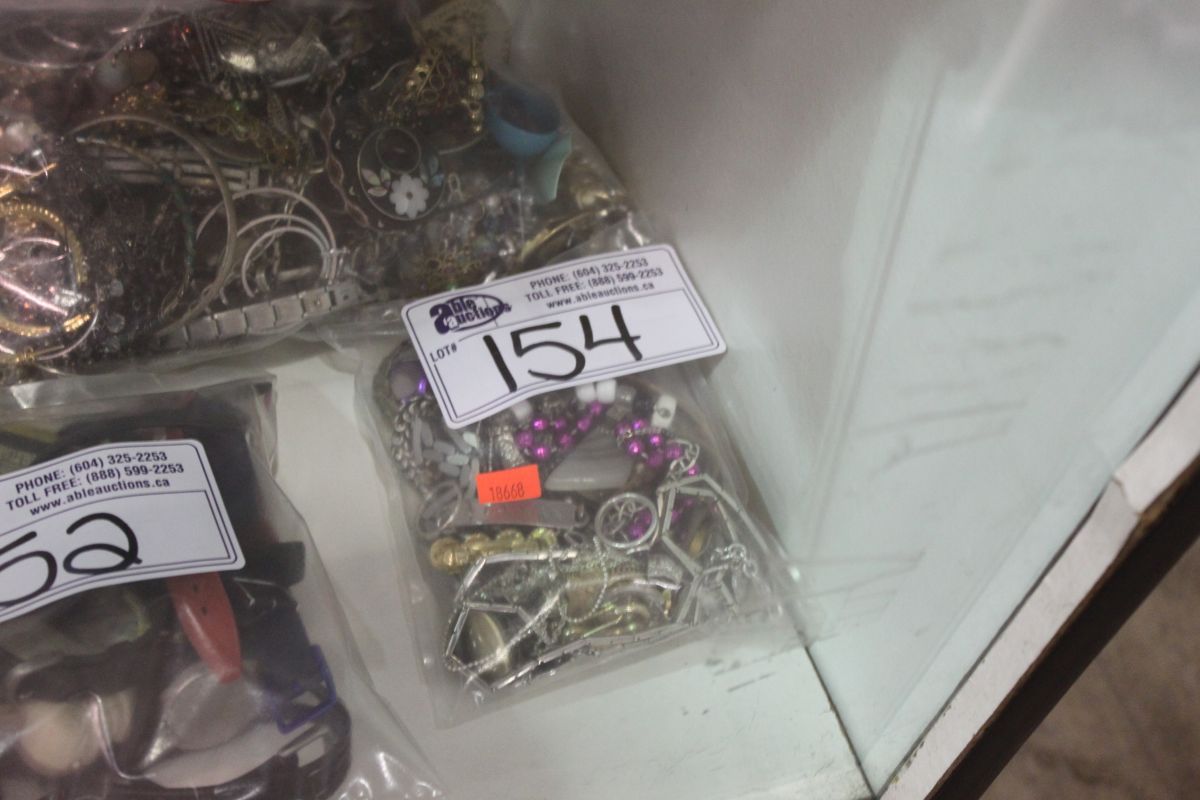 PHONE: (604) 325-2253
TOLL FREE: (888) 599-2253
www.ableauctions.ca
able auctions
LOT# 154
18668
PHONE: (604) 325-2253
TOLL FREE: (888) 599-2253
www.ableauctions.ca
52